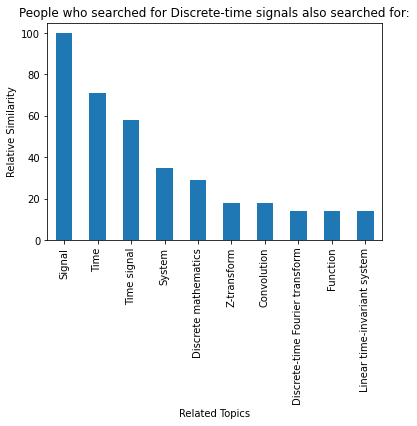 People who searched for Discrete-time signals also searched for:
Relative Similarity
100
80
60
40
20
0
Signal
Time
Time signal
System
Discrete mathematics
Z-transform
Convolution
Discrete-time Fourier transform
Function
Linear time-invariant system
Related Topics